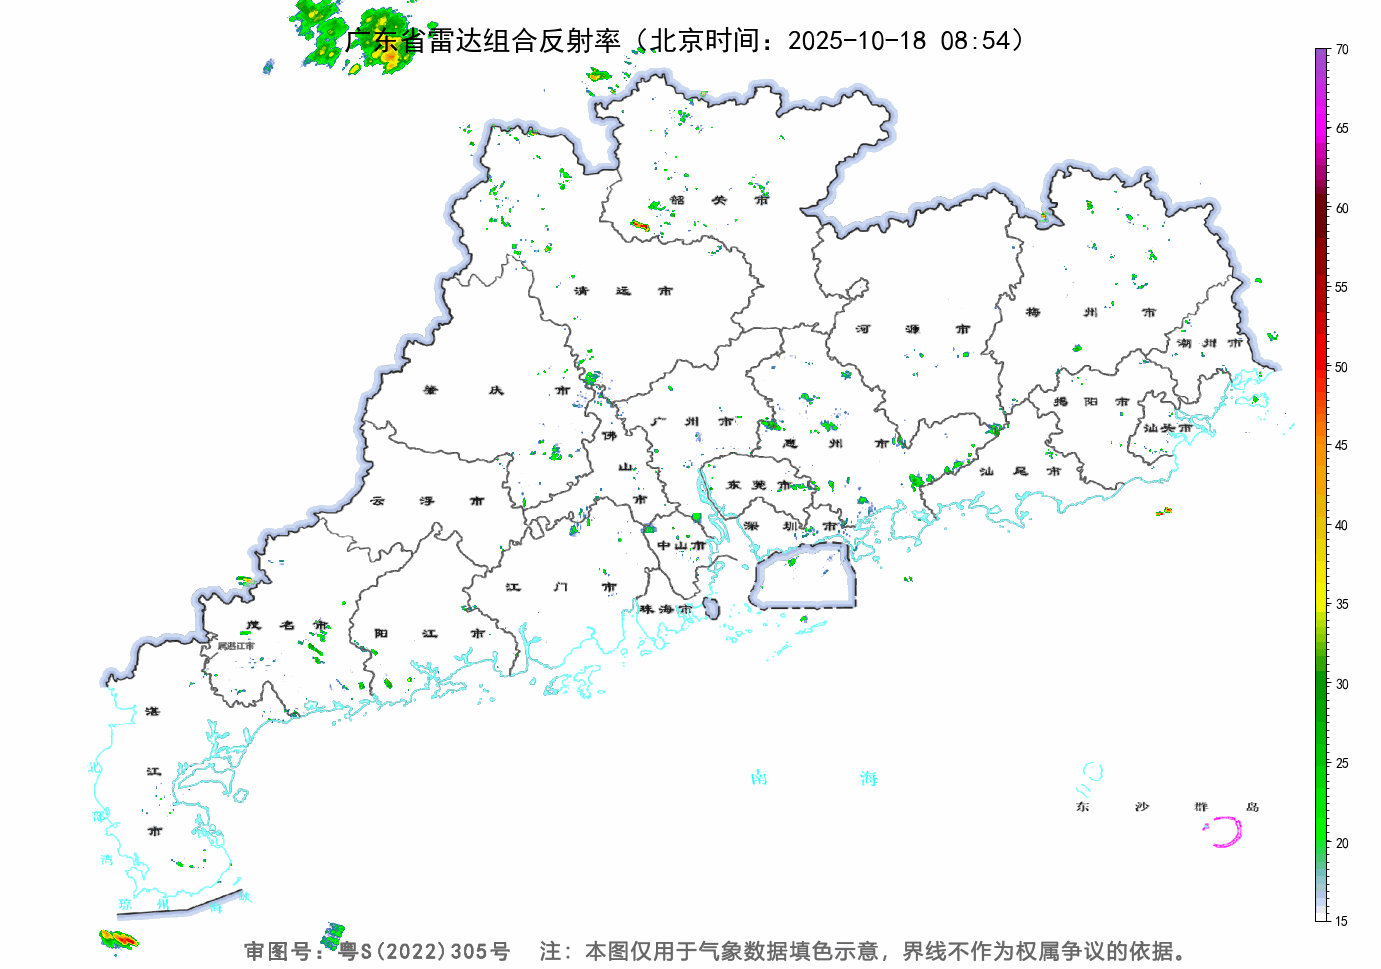 广东省雷达组合反射率（北京时间：2025-10-18 08:54）
70
65
60
55
50
45
40
35
30
25
20
15
韶关市
清远市
河源市
梅州市
潮州市
肇庆市
揭阳市
汕头市
广州市
佛山市
惠州市
汕尾市
云浮市
东莞市
深圳市
中山市
江门市
珠海市
茂名市
阳江市
属湛江市
湛江市
北部湾
南海
东沙群岛
琼州海峡
审图号：粤S(2022)305号 注：本图仅用于气象数据填色示意，界线不作为权属争议的依据。